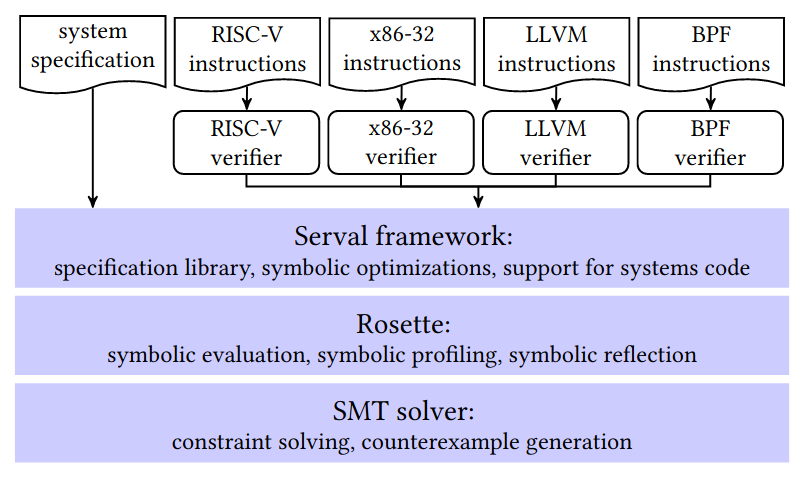 system
specification
RISC-V
instructions
x86-32
instructions
LLVM
instructions
BPF
instructions
RISC-V
verifier
x86-32
verifier
LLVM
verifier
BPF
verifier
Serval framework:
specification library, symbolic optimizations, support for systems code
Rosette:
symbolic evaluation, symbolic profiling, symbolic reflection
SMT solver:
constraint solving, counterexample generation